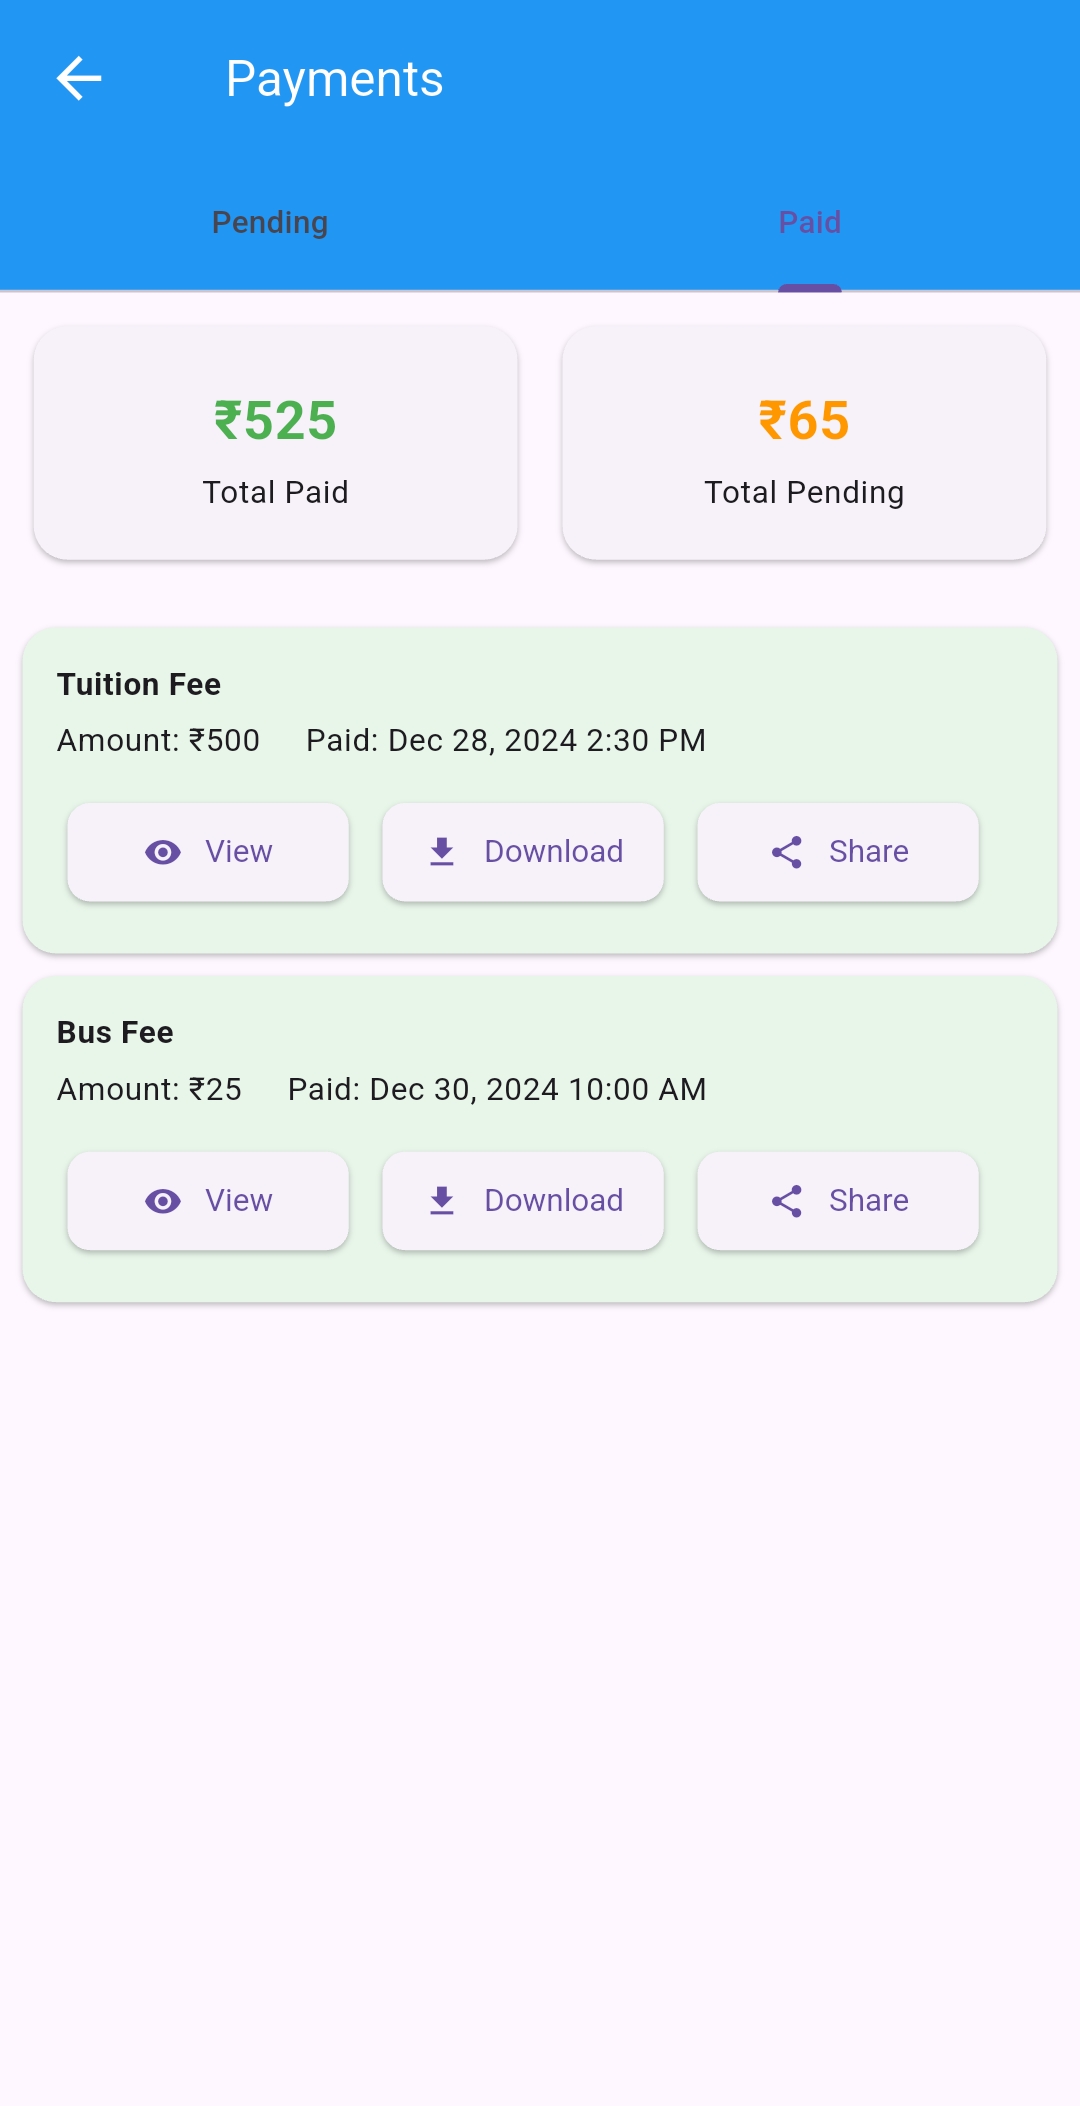 Payments
Pending Paid
₹525 ₹65
Total Paid Total Pending
Tuition Fee
Amount: ₹500 Paid: Dec 28, 2024 2:30 PM
View Download Share
Bus Fee
Amount: ₹25 Paid: Dec 30, 2024 10:00 AM
View Download Share